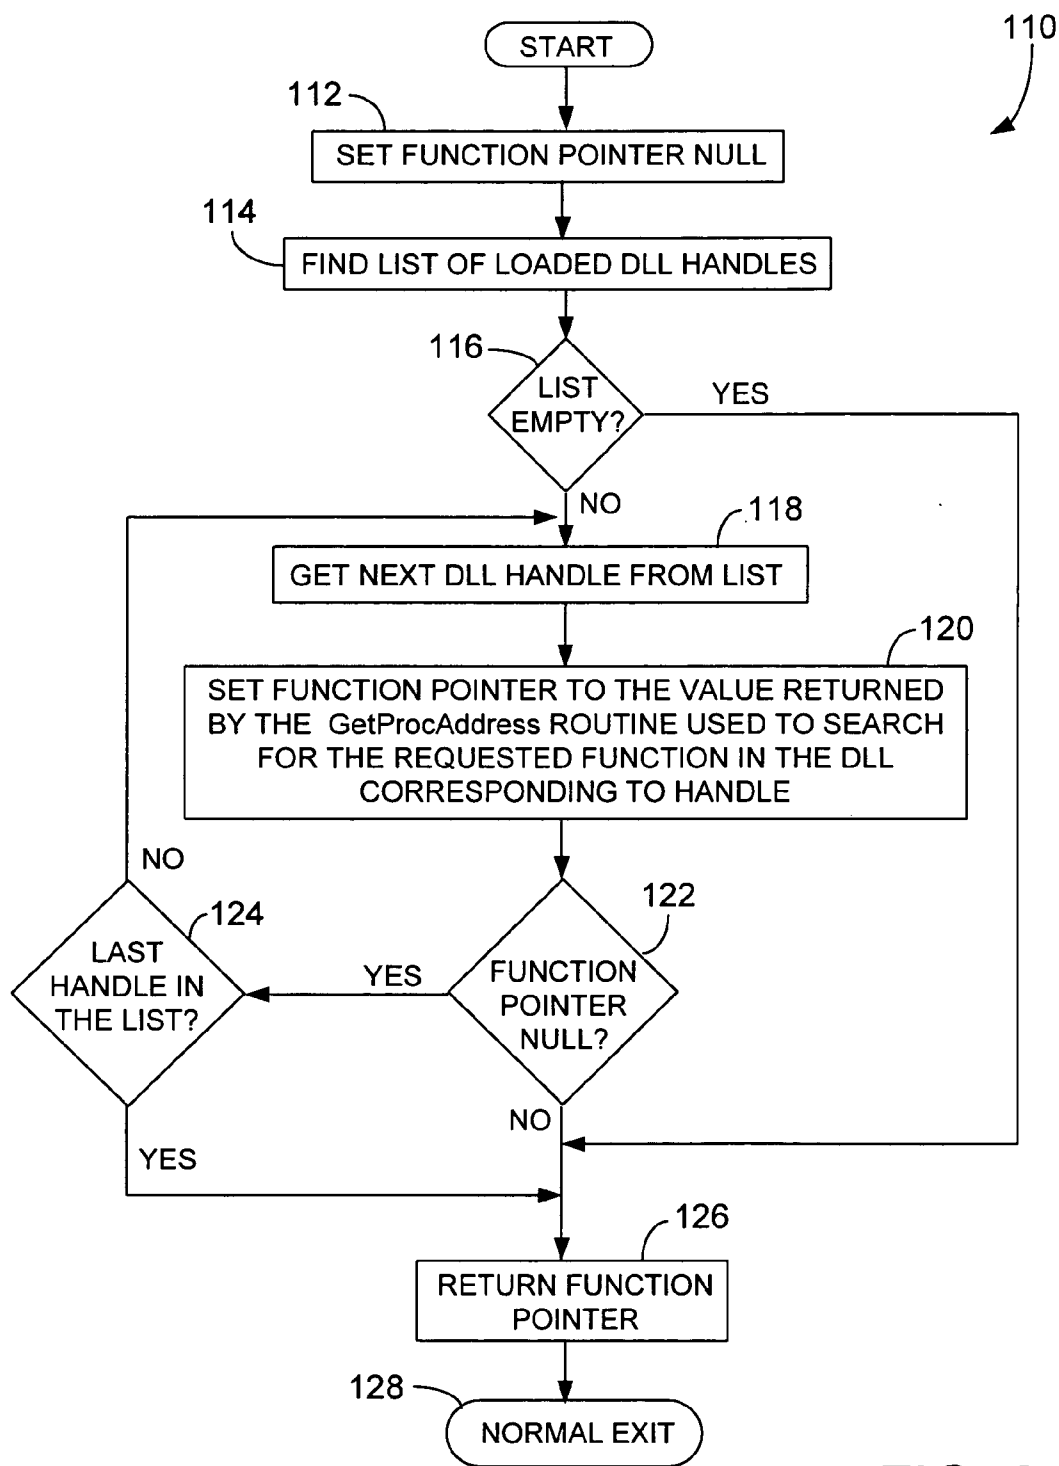 110
START
112
SET FUNCTION POINTER NULL
114
FIND LIST OF LOADED DLL HANDLES
116
LIST
EMPTY?
YES
NO
118
GET NEXT DLL HANDLE FROM LIST
120
SET FUNCTION POINTER TO THE VALUE RETURNED
BY THE GetProcAddress ROUTINE USED TO SEARCH
FOR THE REQUESTED FUNCTION IN THE DLL
CORRESPONDING TO HANDLE
NO
124
LAST
HANDLE IN
THE LIST?
YES
122
FUNCTION
POINTER
NULL?
NO
YES
126
RETURN FUNCTION
POINTER
128
NORMAL EXIT